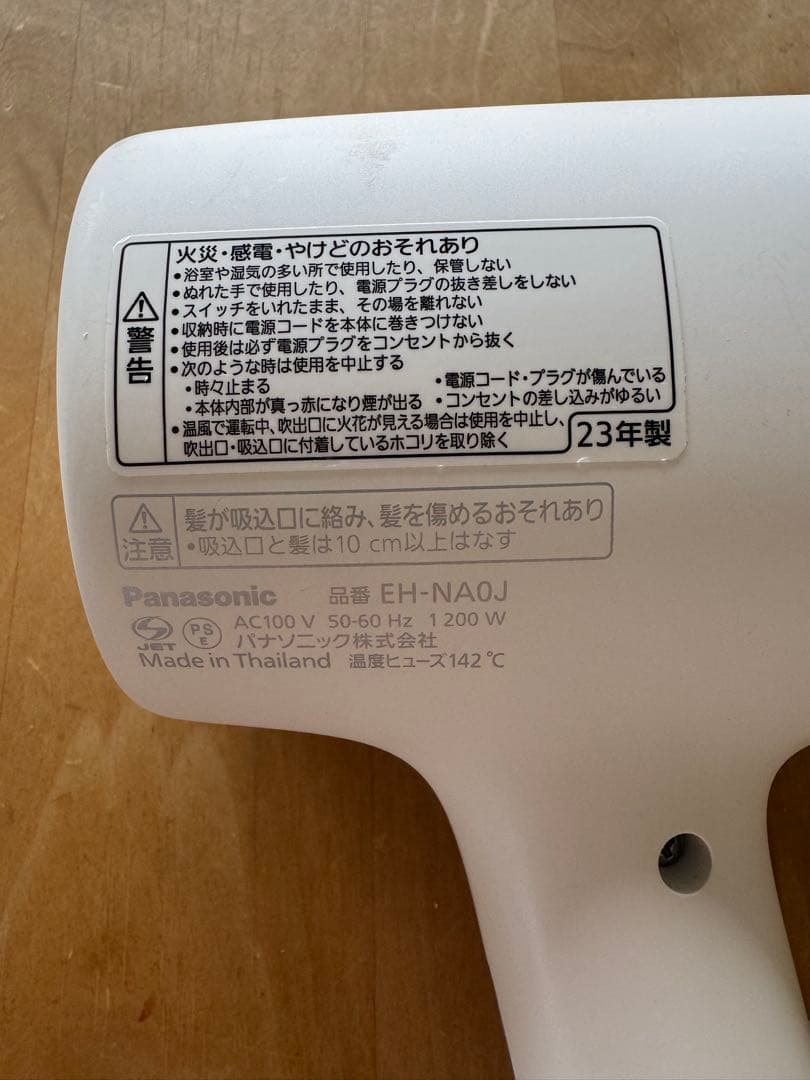 火災・感電・やけどのおそれあり
警告
•浴室や湿気の多い所で使用したり、保管しない
•ぬれた手で使用したり、電源プラグの抜き差しをしない
•スイッチをいれたまま、その場を離れない
•収納時に電源コードを本体に巻きつけない
•使用後は必ず電源プラグをコンセントから抜く
•次のような時は使用を中止する
•時々止まる •電源コード・プラグが傷んでいる
•本体内部が真っ赤になり煙が出る •コンセントの差し込みがゆるい
•温風で運転中、吹出口に火花が見える場合は使用を中止し、
吹出口・吸込口に付着しているホコリを取り除く
23年製
注意
髪が吸込口に絡み、髪を傷めるおそれあり
•吸込口と髪は10 cm以上はなす
Panasonic 品番 EH-NA0J
JET PS E AC100 V 50-60 Hz 1 200 W
パナソニック株式会社
Made in Thailand 温度ヒューズ142 ℃